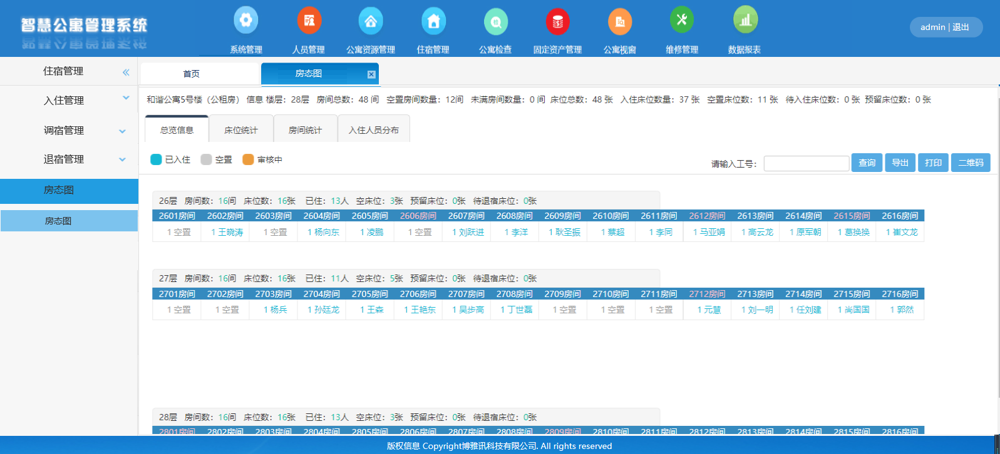 智慧公寓管理系统
系统管理 人员管理 公寓资源管理 住宿管理 公寓检查 固定资产管理 公寓视窗 维修管理 数据报表
admin | 退出
住宿管理
入住管理
调宿管理
退宿管理
房态图
房态图
首页 房态图
和谐公寓5号楼（公租房） 信息 楼层：28层 房间总数：48 间 空置房间数量：12间 未满房间数量：0 间 床位总数：48 张 入住床位数量：37 张 空置床位数：11 张 待入住床位数：0 张 预留床位数：0 张
总览信息 床位统计 房间统计 入住人员分布
已入住 空置 审核中
请输入工号： 查询 导出 打印 二维码
26层 房间数：16间 床位数：16张 已住：13人 空床位：3张 预留床位：0张 待退宿床位：0张
2601房间 2602房间 2603房间 2604房间 2605房间 2606房间 2607房间 2608房间 2609房间 2610房间 2611房间 2612房间 2613房间 2614房间 2615房间 2616房间
1 空置 1 王晓涛 1 空置 1 杨向东 1 凌鹏 1 空置 1 刘跃进 1 李洋 1 耿圣振 1 蔡超 1 李同 1 马亚娟 1 高云龙 1 原军朝 1 葛换换 1 崔文龙
27层 房间数：16间 床位数：16张 已住：11人 空床位：5张 预留床位：0张 待退宿床位：0张
2701房间 2702房间 2703房间 2704房间 2705房间 2706房间 2707房间 2708房间 2709房间 2710房间 2711房间 2712房间 2713房间 2714房间 2715房间 2716房间
1 空置 1 空置 1 杨兵 1 孙廷龙 1 王森 1 王艳东 1 吴步高 1 丁世磊 1 空置 1 空置 1 空置 1 元慧 1 刘一明 1 任刘建 1 尚国国 1 郭然
28层 房间数：16间 床位数：16张 已住：13人 空床位：3张 预留床位：0张 待退宿床位：0张
2801房间 2802房间 2803房间 2804房间 2805房间 2806房间 2807房间 2808房间 2809房间 2810房间 2811房间 2812房间 2813房间 2814房间 2815房间 2816房间
版权信息 Copyright博雅讯科技有限公司. All rights reserved